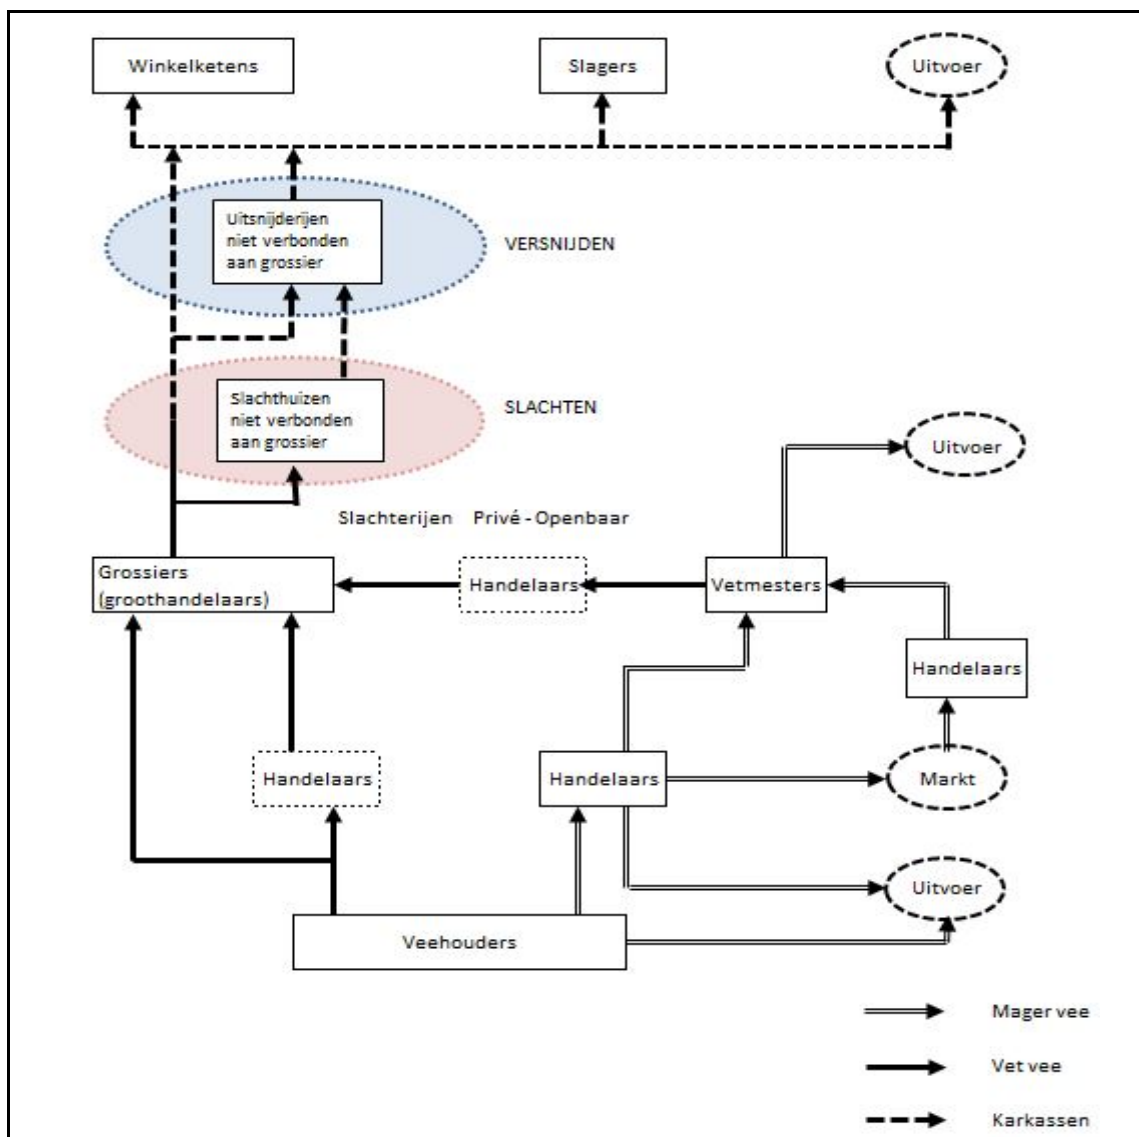 Winkelketens
Slagers
Uitvoer
Uitsnijderijen
niet verbonden
aan grossier
VERSNIJDEN
Slachthuizen
niet verbonden
aan grossier
SLACHTEN
Uitvoer
Slachterijen Privé - Openbaar
Grossiers
(groothandelaars)
Handelaars
Vetmesters
Handelaars
Handelaars
Handelaars
Markt
Uitvoer
Veehouders
Mager vee
Vet vee
Karkassen